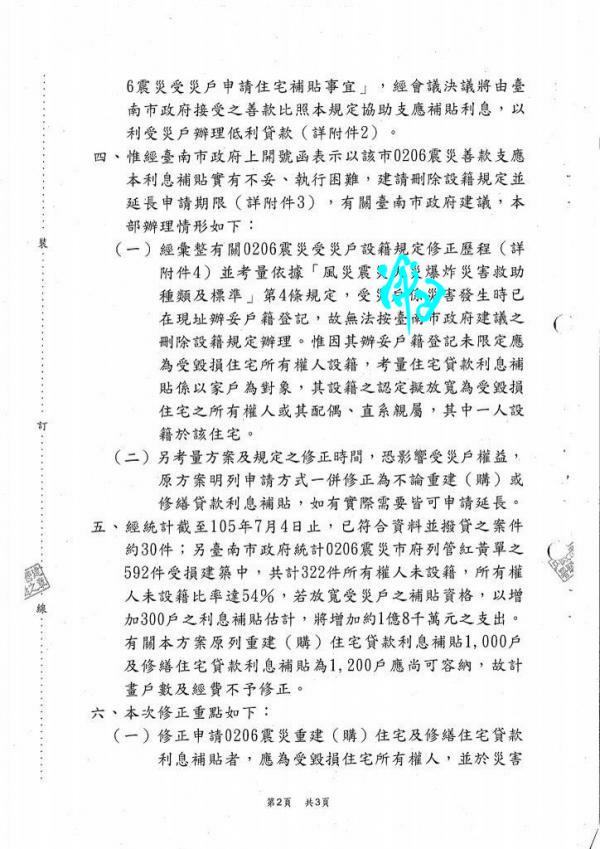 6震災受災戶申請住宅補貼事宜」，經會議決議將由臺
南市政府接受之善款比照本規定協助支應補貼利息，以
利受災戶辦理低利貸款（詳附件2）。
四、惟經臺南市政府上開號函表示以該市0206震災善款支應
本利息補貼實有不妥、執行困難，建請刪除設籍規定並
延長申請期限（詳附件3），有關臺南市政府建議，本
部辦理情形如下：
（一）經彙整有關0206震災受災戶設籍規定修正歷程（詳
附件4）並考量依據「風災震災 災爆炸災害救助
種類及標準」第4條規定，受災戶係災害發生時已
在現址辦妥戶籍登記，故無法按臺南市政府建議之
刪除設籍規定辦理。惟因其辦妥戶籍登記未限定應
為受毀損住宅所有權人設籍，考量住宅貸款利息補
貼係以家戶為對象，其設籍之認定擬放寬為受毀損
住宅之所有權人或其配偶、直系親屬，其中一人設
籍於該住宅。
（二）另考量方案及規定之修正時間，恐影響受災戶權益，
原方案明列申請方式一併修正為不論重建（購）或
修繕貸款利息補貼，如有實際需要皆可申請延長。
五、經統計截至105年7月4日止，已符合資料並撥貸之案件
約30件；另臺南市政府統計0206震災市府列管紅黃單之
592件受損建築中，共計322件所有權人未設籍，所有權
人未設籍比率達54%，若放寬受災戶之補貼資格，以增
加300戶之利息補貼估計，將增加約1億8千萬元之支出。
有關本方案原列重建（購）住宅貸款利息補貼1,000戶
及修繕住宅貸款利息補貼為1,200戶應尚可容納，故計
畫戶數及經費不予修正。
六、本次修正重點如下：
（一）修正申請0206震災重建（購）住宅及修繕住宅貸款
利息補貼者，應為受毀損住宅所有權人，並於災害
裝
訂
線
第2頁 共3頁